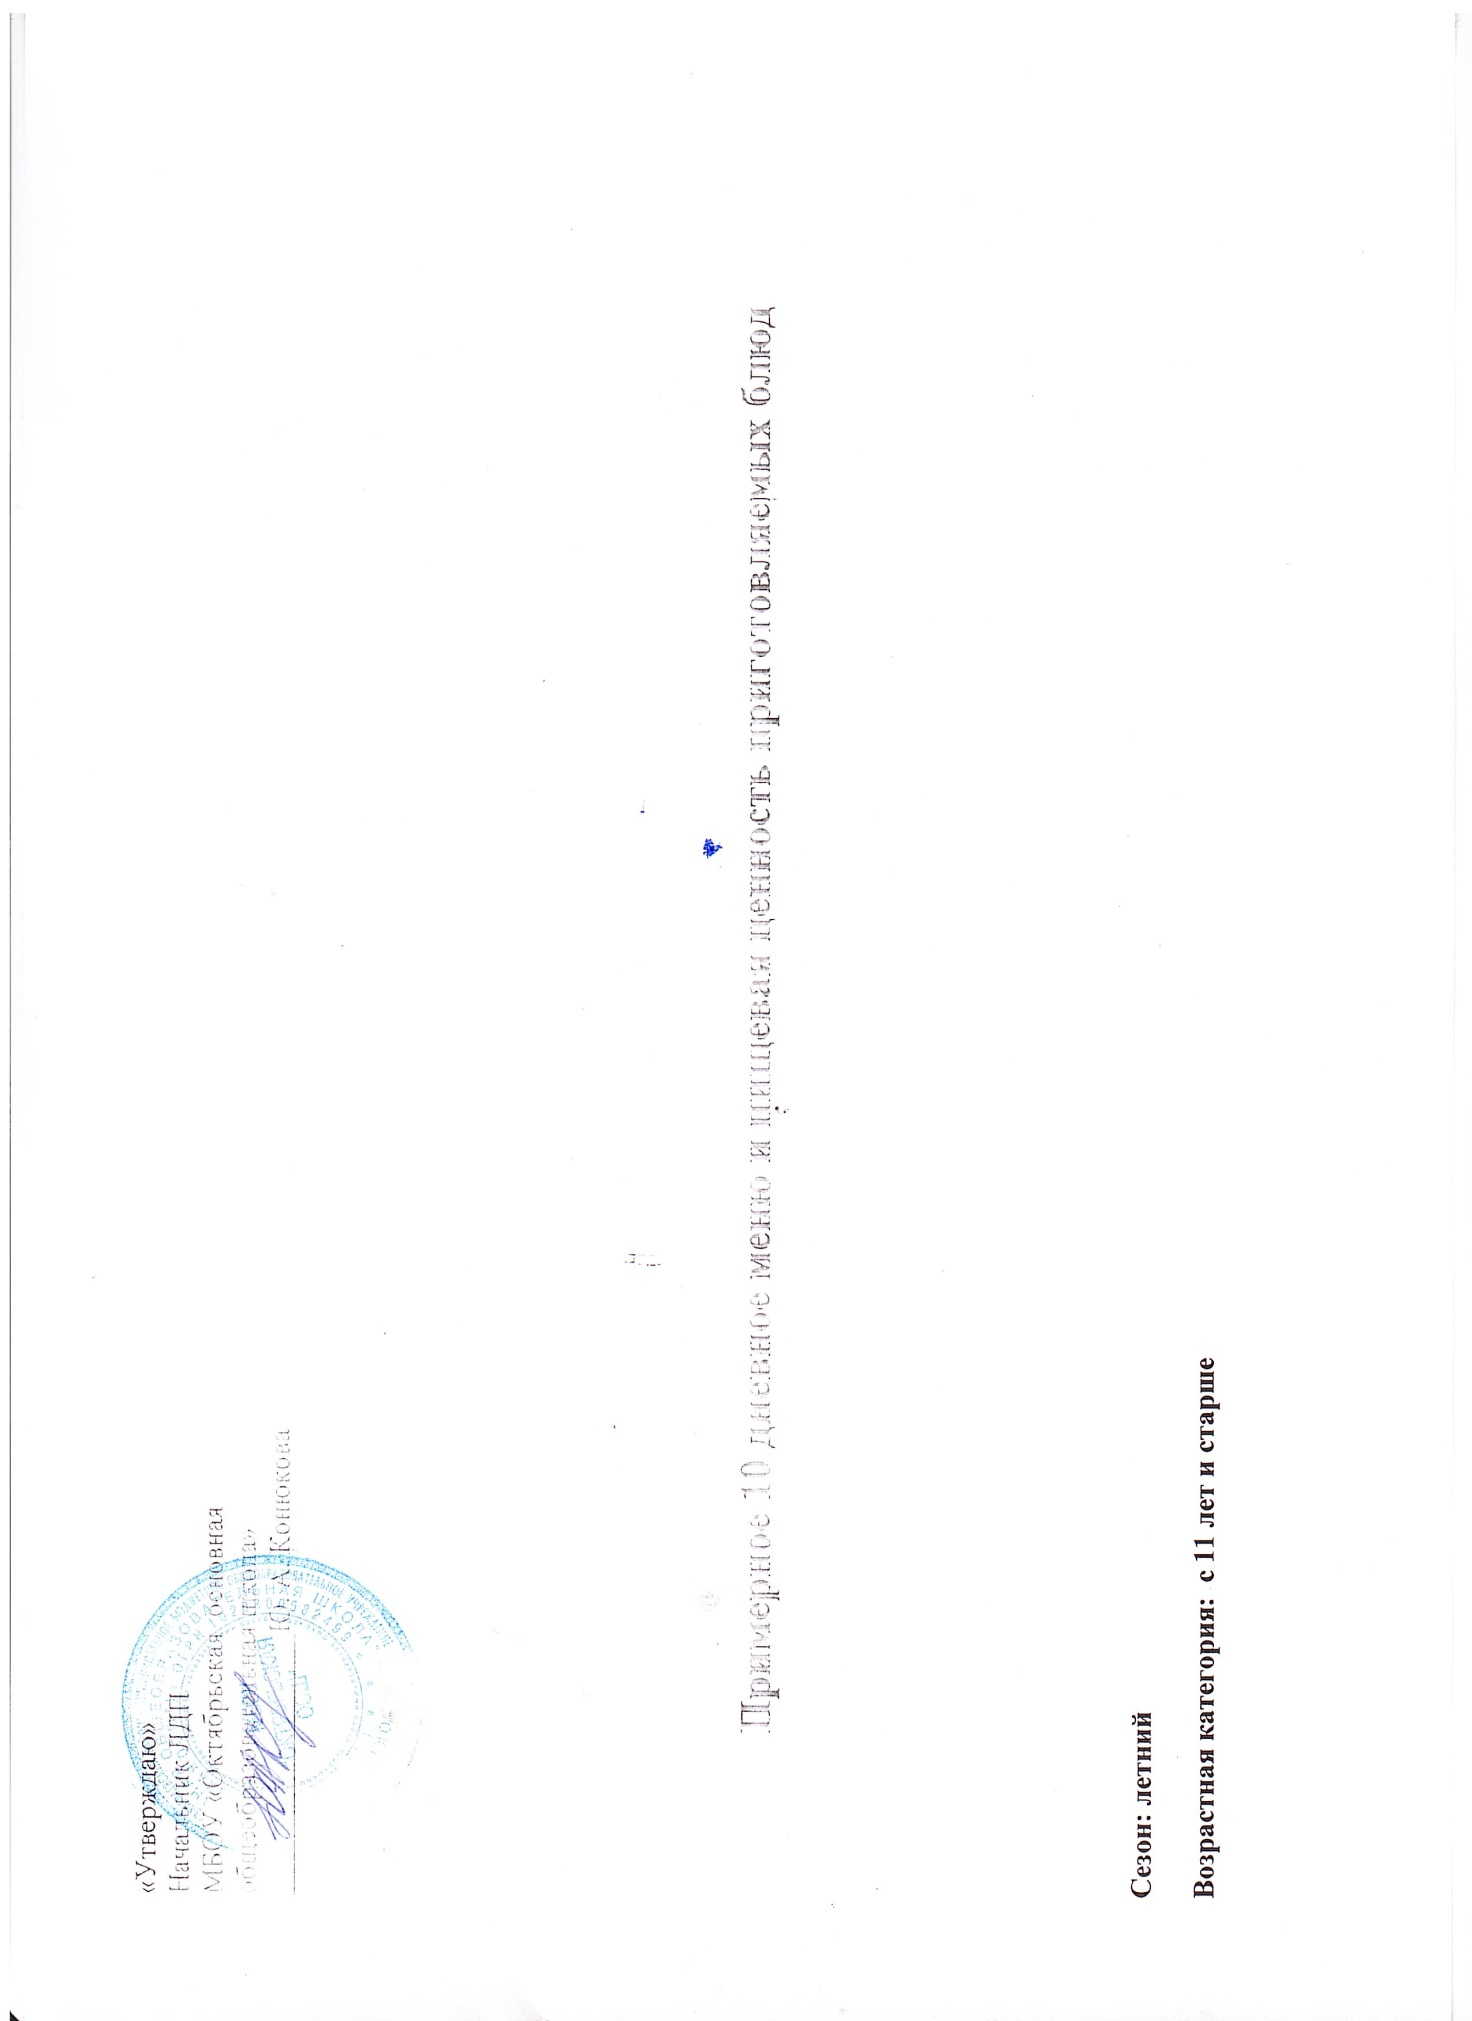 «Утверждаю»
Начальник ЛДП
МБОУ «Октябрьская основная
общеобразовательная школа»
Ю. А. Конюкова
Примерное 10 дневное меню и пищевая ценность приготовляемых блюд
Сезон: летний
Возрастная категория: с 11 лет и старше